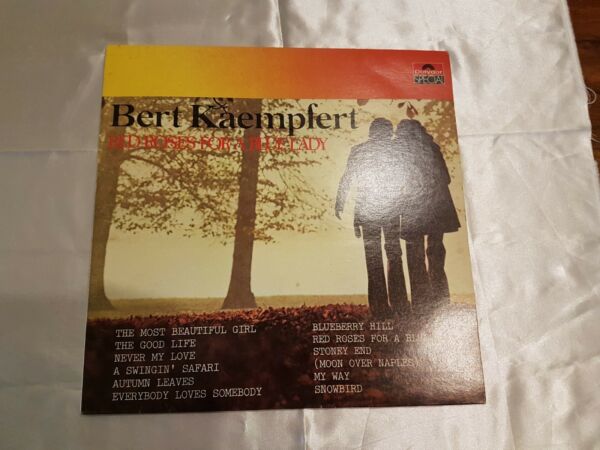 Polydor
SPECIAL
Bert Kaempfert
RED ROSES FOR A BLUE LADY
THE MOST BEAUTIFUL GIRL
THE GOOD LIFE
NEVER MY LOVE
A SWINGIN' SAFARI
AUTUMN LEAVES
EVERYBODY LOVES SOMEBODY
BLUEBERRY HILL
RED ROSES FOR A BLUE
STONEY END
(MOON OVER NAPLES)
MY WAY
SNOWBIRD